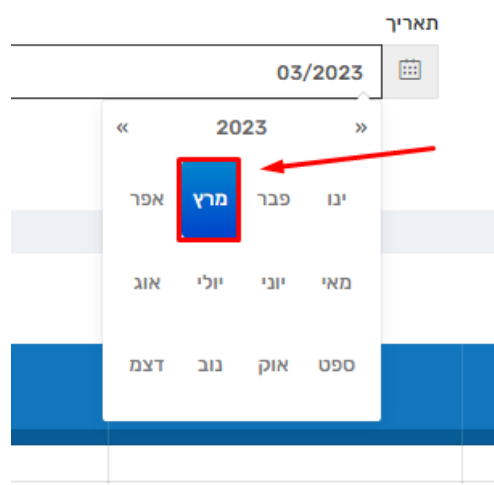 תאריך
03/2023
» 2023 «
ינו פבר מרץ אפר
מאי יוני יולי אוג
ספט אוק נוב דצמ